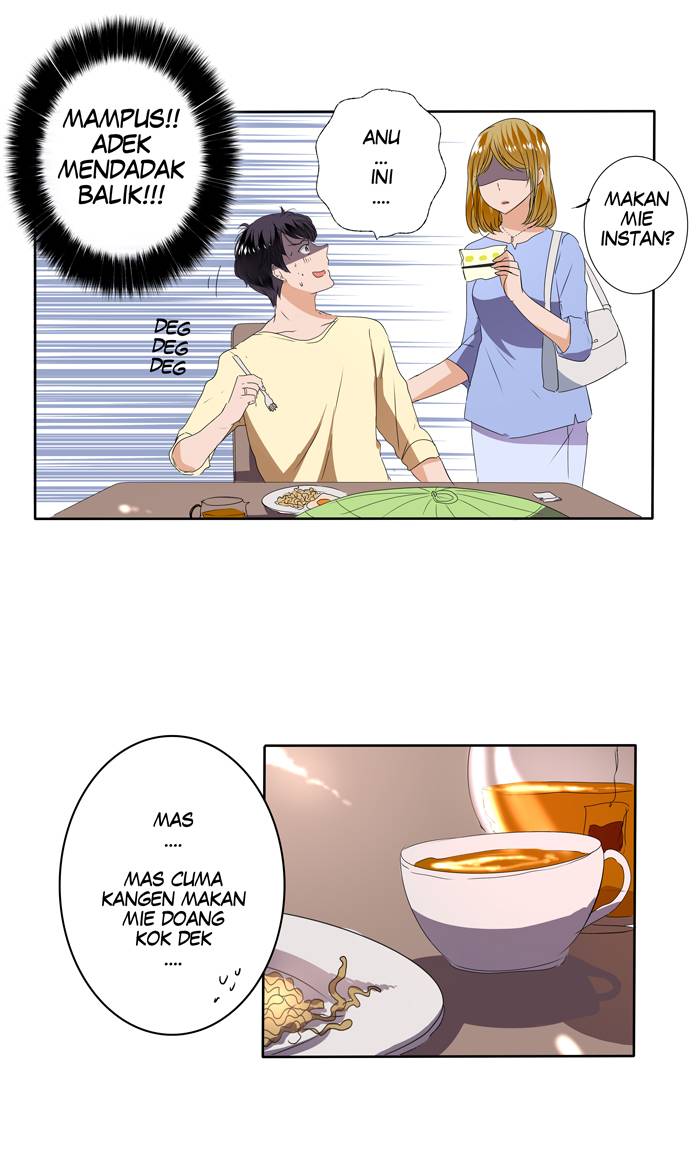 MAMPUS!!
ADEK
MENDADAK
BALIK!!!
ANU
...
INI
....
MAKAN
MIE
INSTAN?
DEG
DEG
DEG
MAS
....
MAS CUMA
KANGEN MAKAN
MIE DOANG
KOK DEK
....